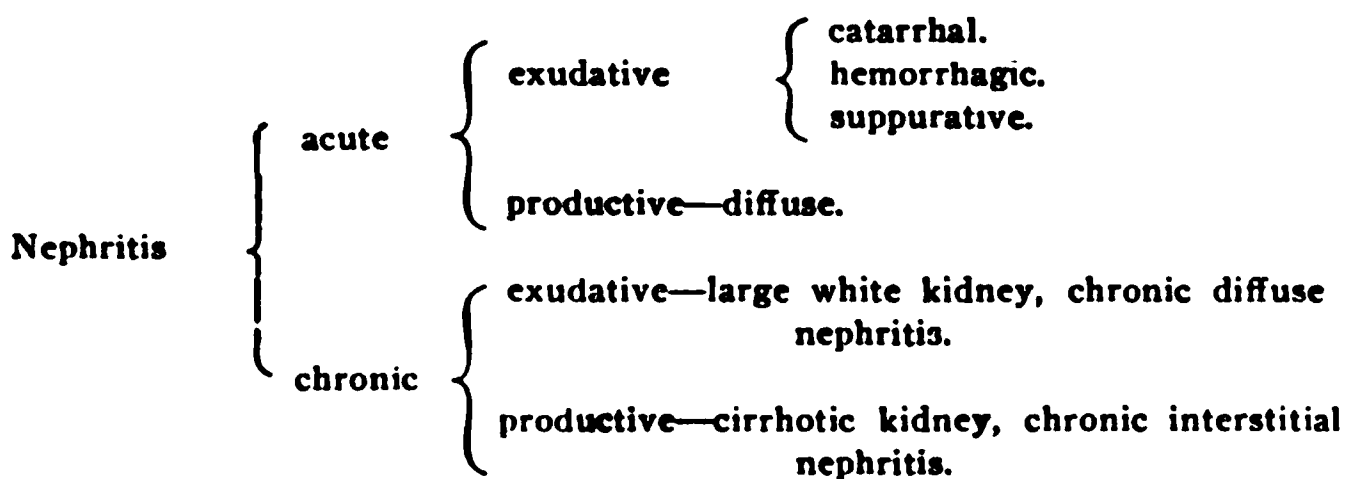 catarrhal.
exudative hemorrhagic.
suppurative.
acute
productive—diffuse.
Nephritis
exudative—large white kidney, chronic diffuse
nephritis.
chronic
productive—cirrhotic kidney, chronic interstitial
nephritis.